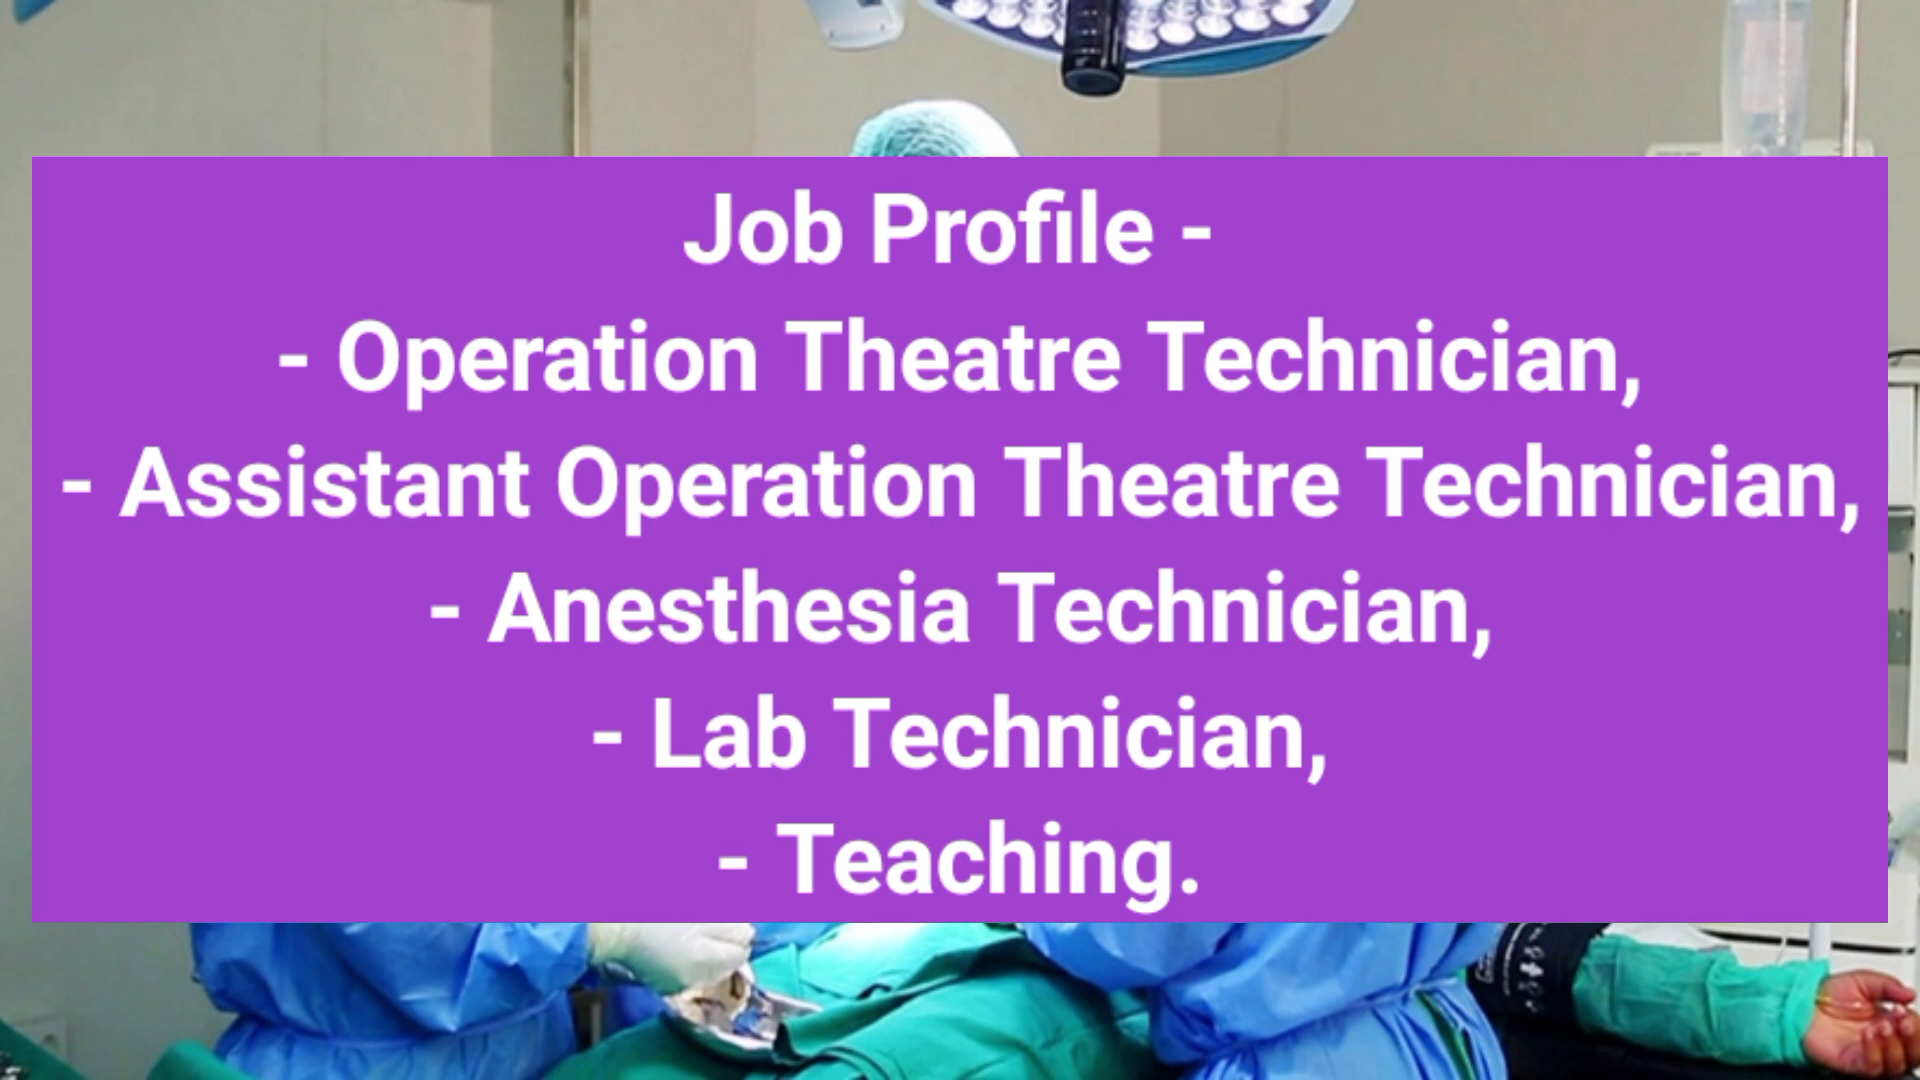 Job Profile -
- Operation Theatre Technician,
- Assistant Operation Theatre Technician,
- Anesthesia Technician,
- Lab Technician,
- Teaching.